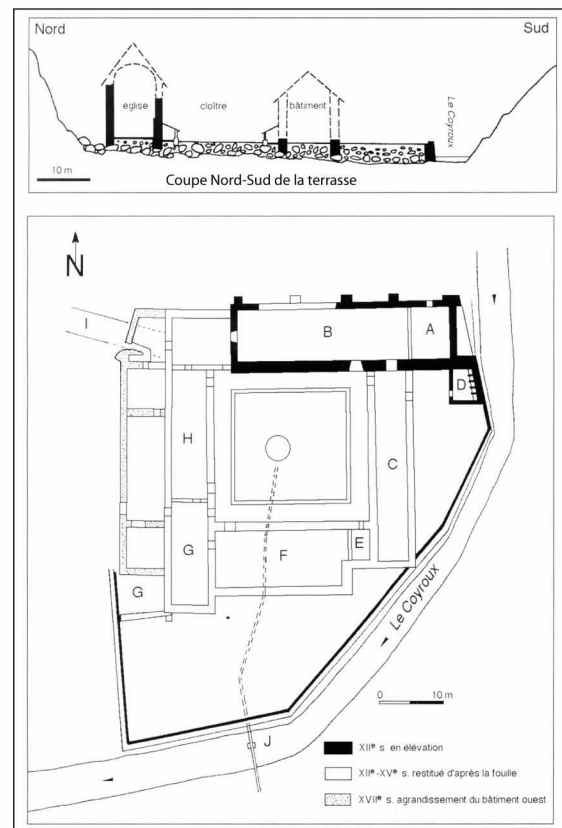 Nord
Sud
église
cloître
bâtiment
Le Coyroux
10 m
Coupe Nord-Sud de la terrasse
N
I
B
A
D
H
C
E
G
F
G
Le Coyroux
0 10 m
J
XIIe s. en élévation
XIIe-XVe s. restitué d'après la fouille
XVIIe s. agrandissement du bâtiment ouest